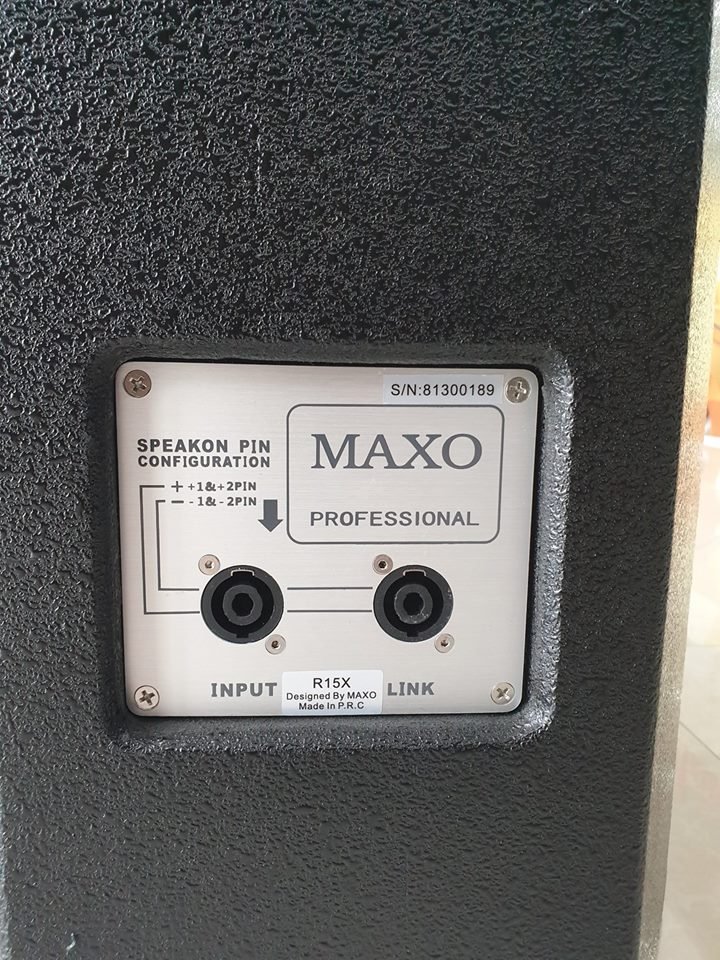 S/N:81300189
SPEAKON PIN
CONFIGURATION
+ +1&+2PIN
− -1&-2PIN
MAXO
PROFESSIONAL
INPUT
R15X
Designed By MAXO
Made In P.R.C
LINK